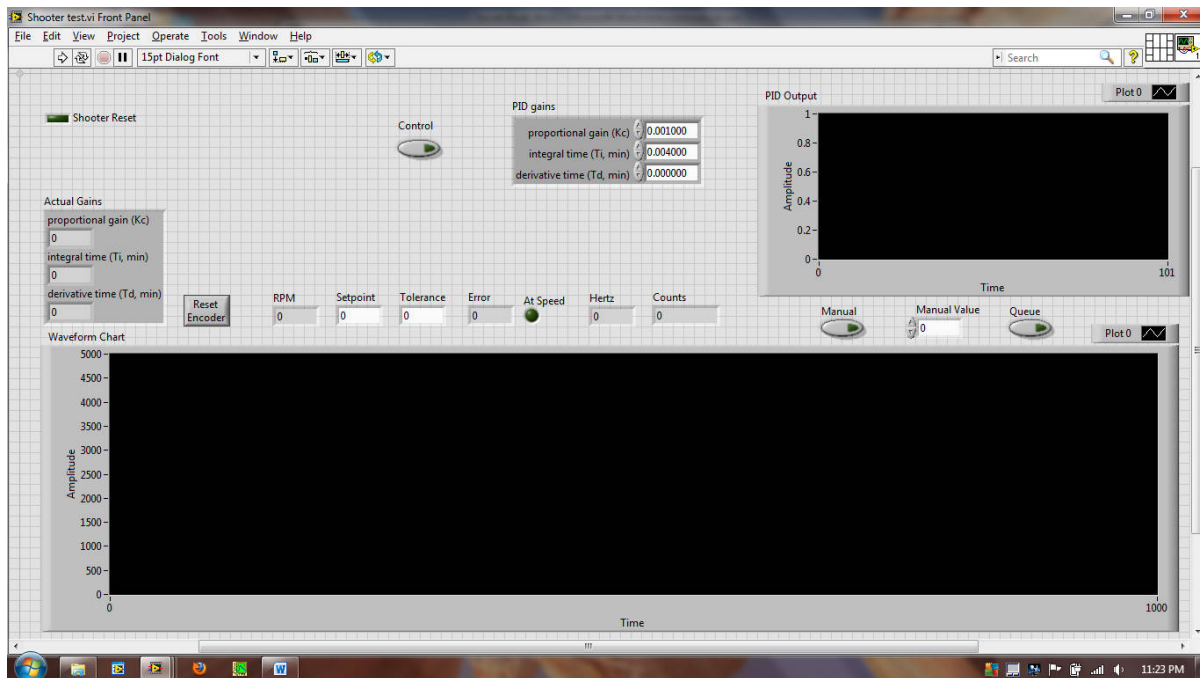 Shooter test.vi Front Panel
File Edit View Project Operate Tools Window Help
15pt Dialog Font
Search
1
Shooter Reset
Control
PID gains
proportional gain (Kc) 0.001000
integral time (Ti, min) 0.004000
derivative time (Td, min) 0.000000
PID Output
Plot 0
Amplitude
1
0.8
0.6
0.4
0.2
0
0 101
Time
Actual Gains
proportional gain (Kc)
0
integral time (Ti, min)
0
derivative time (Td, min)
0
Reset
Encoder
RPM Setpoint Tolerance Error At Speed Hertz Counts
0 0 0 0 0 0
Manual Manual Value Queue
0
Waveform Chart
Plot 0
Amplitude
5000
4500
4000
3500
3000
2500
2000
1500
1000
500
0
0 1000
Time
W
11:23 PM